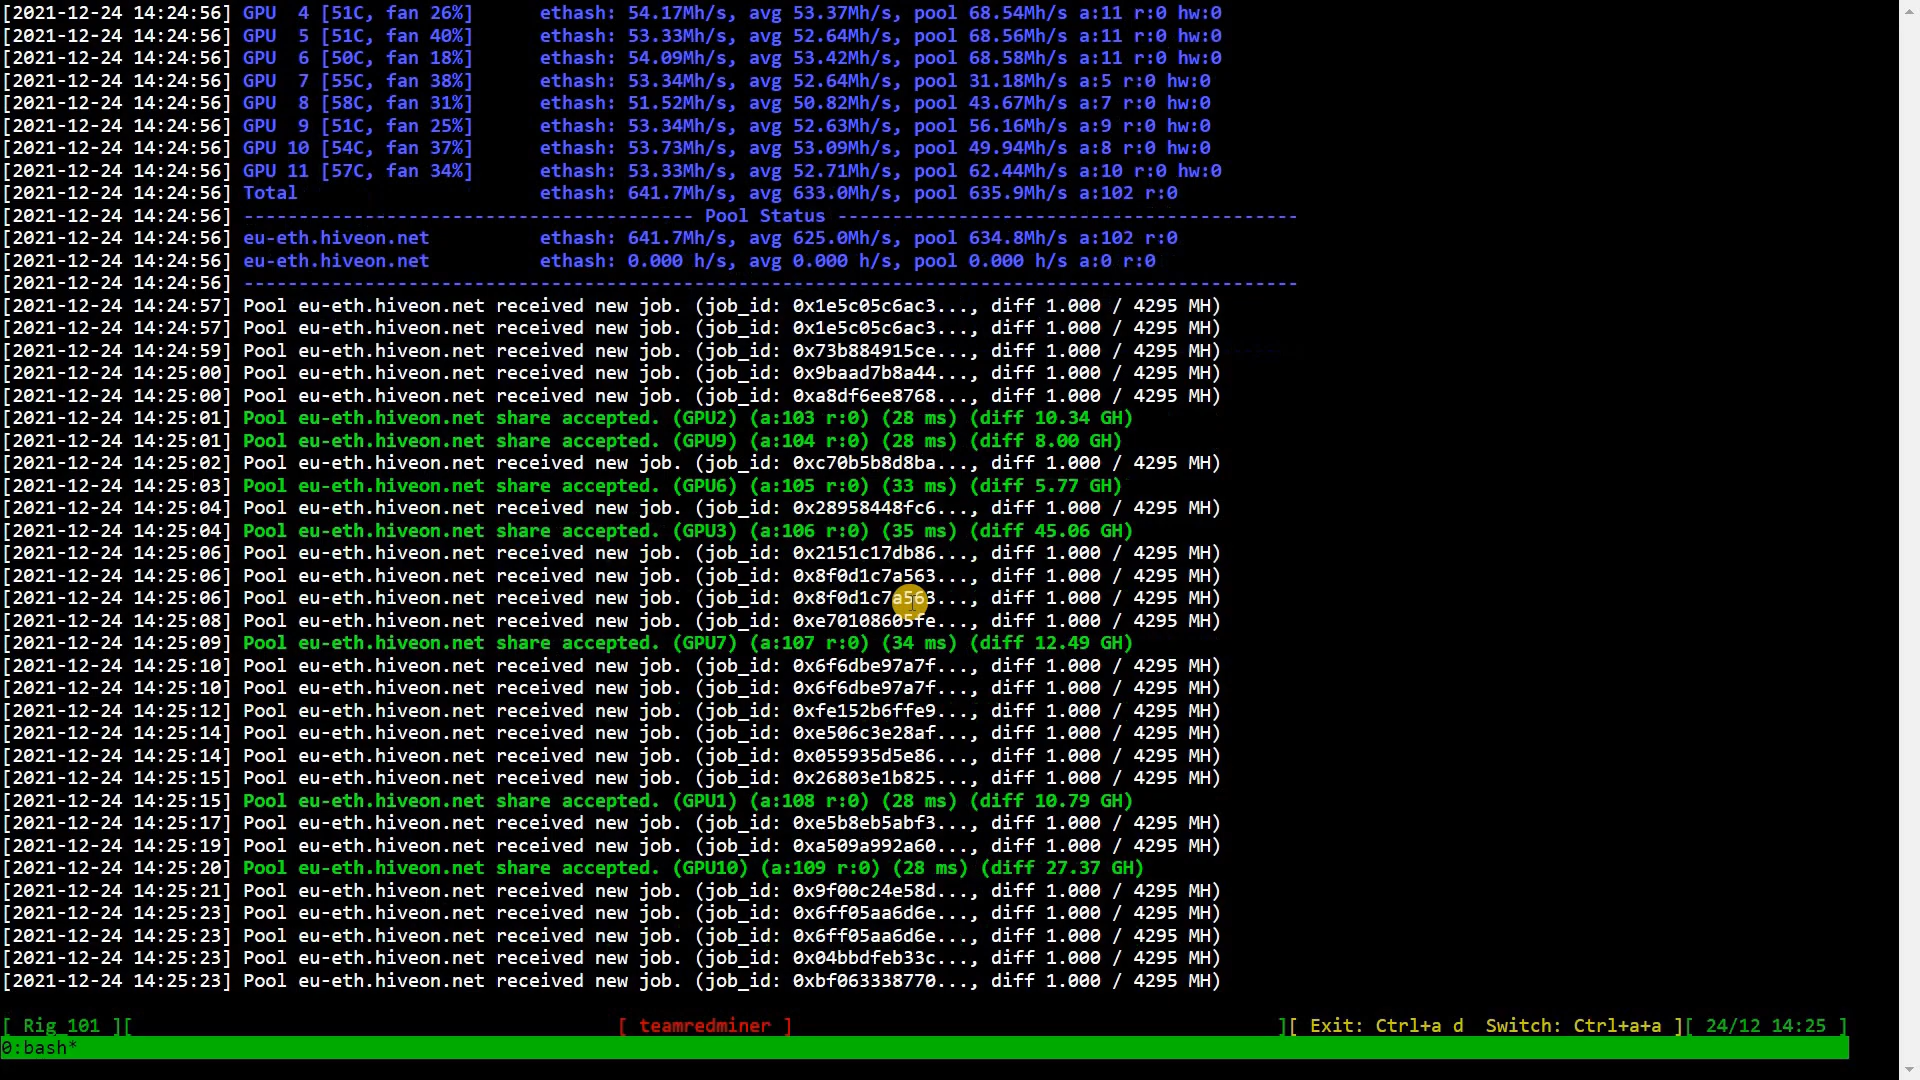 [2021-12-24 14:24:56] GPU  4 [51C, fan 26%]      ethash: 54.17Mh/s, avg 53.37Mh/s, pool 68.54Mh/s a:11 r:0 hw:0
[2021-12-24 14:24:56] GPU  5 [51C, fan 40%]      ethash: 53.33Mh/s, avg 52.64Mh/s, pool 68.56Mh/s a:11 r:0 hw:0
[2021-12-24 14:24:56] GPU  6 [50C, fan 18%]      ethash: 54.09Mh/s, avg 53.42Mh/s, pool 68.58Mh/s a:11 r:0 hw:0
[2021-12-24 14:24:56] GPU  7 [55C, fan 38%]      ethash: 53.34Mh/s, avg 52.64Mh/s, pool 31.18Mh/s a:5 r:0 hw:0
[2021-12-24 14:24:56] GPU  8 [58C, fan 31%]      ethash: 51.52Mh/s, avg 50.82Mh/s, pool 43.67Mh/s a:7 r:0 hw:0
[2021-12-24 14:24:56] GPU  9 [51C, fan 25%]      ethash: 53.34Mh/s, avg 52.63Mh/s, pool 56.16Mh/s a:9 r:0 hw:0
[2021-12-24 14:24:56] GPU 10 [54C, fan 37%]      ethash: 53.73Mh/s, avg 53.09Mh/s, pool 49.94Mh/s a:8 r:0 hw:0
[2021-12-24 14:24:56] GPU 11 [57C, fan 34%]      ethash: 53.33Mh/s, avg 52.71Mh/s, pool 62.44Mh/s a:10 r:0 hw:0
[2021-12-24 14:24:56] Total                      ethash: 641.7Mh/s, avg 633.0Mh/s, pool 635.9Mh/s a:102 r:0
[2021-12-24 14:24:56] ----------------------------------------- Pool Status ------------------------------------------
[2021-12-24 14:24:56] eu-eth.hiveon.net          ethash: 641.7Mh/s, avg 625.0Mh/s, pool 634.8Mh/s a:102 r:0
[2021-12-24 14:24:56] eu-eth.hiveon.net          ethash: 0.000 h/s, avg 0.000 h/s, pool 0.000 h/s a:0 r:0
[2021-12-24 14:24:56] ------------------------------------------------------------------------------------------------
[2021-12-24 14:24:57] Pool eu-eth.hiveon.net received new job. (job_id: 0x1e5c05c6ac3..., diff 1.000 / 4295 MH)
[2021-12-24 14:24:57] Pool eu-eth.hiveon.net received new job. (job_id: 0x1e5c05c6ac3..., diff 1.000 / 4295 MH)
[2021-12-24 14:24:59] Pool eu-eth.hiveon.net received new job. (job_id: 0x73b884915ce..., diff 1.000 / 4295 MH)
[2021-12-24 14:25:00] Pool eu-eth.hiveon.net received new job. (job_id: 0x9baad7b8a44..., diff 1.000 / 4295 MH)
[2021-12-24 14:25:00] Pool eu-eth.hiveon.net received new job. (job_id: 0xa8df6ee8768..., diff 1.000 / 4295 MH)
[2021-12-24 14:25:01] Pool eu-eth.hiveon.net share accepted. (GPU2) (a:103 r:0) (28 ms) (diff 10.34 GH)
[2021-12-24 14:25:01] Pool eu-eth.hiveon.net share accepted. (GPU9) (a:104 r:0) (28 ms) (diff 8.00 GH)
[2021-12-24 14:25:02] Pool eu-eth.hiveon.net received new job. (job_id: 0xc70b5b8d8ba..., diff 1.000 / 4295 MH)
[2021-12-24 14:25:03] Pool eu-eth.hiveon.net share accepted. (GPU6) (a:105 r:0) (33 ms) (diff 5.77 GH)
[2021-12-24 14:25:04] Pool eu-eth.hiveon.net received new job. (job_id: 0x28958448fc6..., diff 1.000 / 4295 MH)
[2021-12-24 14:25:04] Pool eu-eth.hiveon.net share accepted. (GPU3) (a:106 r:0) (35 ms) (diff 45.06 GH)
[2021-12-24 14:25:06] Pool eu-eth.hiveon.net received new job. (job_id: 0x2151c17db86..., diff 1.000 / 4295 MH)
[2021-12-24 14:25:06] Pool eu-eth.hiveon.net received new job. (job_id: 0x8f0d1c7a563..., diff 1.000 / 4295 MH)
[2021-12-24 14:25:06] Pool eu-eth.hiveon.net received new job. (job_id: 0x8f0d1c7a563..., diff 1.000 / 4295 MH)
[2021-12-24 14:25:08] Pool eu-eth.hiveon.net received new job. (job_id: 0xe70108605fe..., diff 1.000 / 4295 MH)
[2021-12-24 14:25:09] Pool eu-eth.hiveon.net share accepted. (GPU7) (a:107 r:0) (34 ms) (diff 12.49 GH)
[2021-12-24 14:25:10] Pool eu-eth.hiveon.net received new job. (job_id: 0x6f6dbe97a7f..., diff 1.000 / 4295 MH)
[2021-12-24 14:25:10] Pool eu-eth.hiveon.net received new job. (job_id: 0x6f6dbe97a7f..., diff 1.000 / 4295 MH)
[2021-12-24 14:25:12] Pool eu-eth.hiveon.net received new job. (job_id: 0xfe152b6ffe9..., diff 1.000 / 4295 MH)
[2021-12-24 14:25:14] Pool eu-eth.hiveon.net received new job. (job_id: 0xe506c3e28af..., diff 1.000 / 4295 MH)
[2021-12-24 14:25:14] Pool eu-eth.hiveon.net received new job. (job_id: 0x055935d5e86..., diff 1.000 / 4295 MH)
[2021-12-24 14:25:15] Pool eu-eth.hiveon.net received new job. (job_id: 0x26803e1b825..., diff 1.000 / 4295 MH)
[2021-12-24 14:25:15] Pool eu-eth.hiveon.net share accepted. (GPU1) (a:108 r:0) (28 ms) (diff 10.79 GH)
[2021-12-24 14:25:17] Pool eu-eth.hiveon.net received new job. (job_id: 0xe5b8eb5abf3..., diff 1.000 / 4295 MH)
[2021-12-24 14:25:19] Pool eu-eth.hiveon.net received new job. (job_id: 0xa509a992a60..., diff 1.000 / 4295 MH)
[2021-12-24 14:25:20] Pool eu-eth.hiveon.net share accepted. (GPU10) (a:109 r:0) (28 ms) (diff 27.37 GH)
[2021-12-24 14:25:21] Pool eu-eth.hiveon.net received new job. (job_id: 0x9f00c24e58d..., diff 1.000 / 4295 MH)
[2021-12-24 14:25:23] Pool eu-eth.hiveon.net received new job. (job_id: 0x6ff05aa6d6e..., diff 1.000 / 4295 MH)
[2021-12-24 14:25:23] Pool eu-eth.hiveon.net received new job. (job_id: 0x6ff05aa6d6e..., diff 1.000 / 4295 MH)
[2021-12-24 14:25:23] Pool eu-eth.hiveon.net received new job. (job_id: 0x04bbdfeb33c..., diff 1.000 / 4295 MH)
[2021-12-24 14:25:23] Pool eu-eth.hiveon.net received new job. (job_id: 0xbf063338770..., diff 1.000 / 4295 MH)
[ Rig_101 ][ [ teamredminer ] ][ Exit: Ctrl+a d  Switch: Ctrl+a+a ][ 24/12 14:25 ]
0:bash*